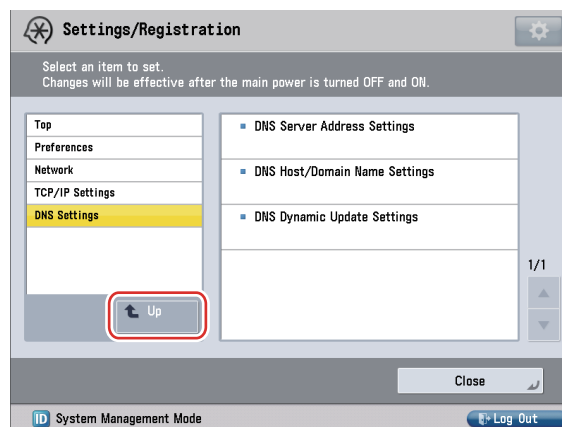 Settings/Registration
Select an item to set.
Changes will be effective after the main power is turned OFF and ON.
Top
Preferences
Network
TCP/IP Settings
DNS Settings
Up
DNS Server Address Settings
DNS Host/Domain Name Settings
DNS Dynamic Update Settings
1/1
Close
ID System Management Mode
Log Out